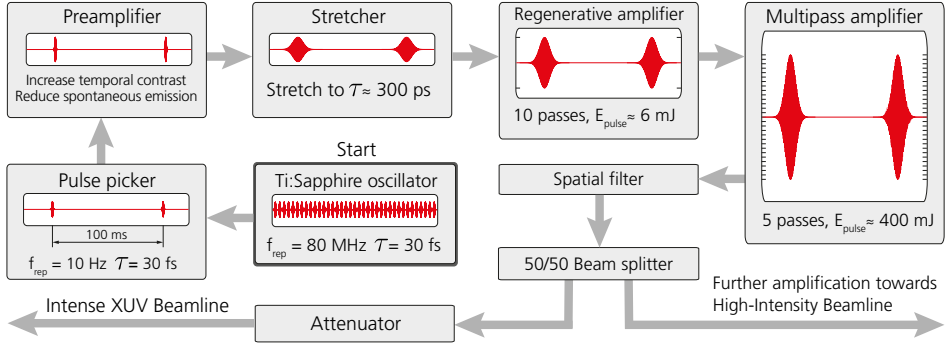 Preamplifier
Increase temporal contrast
Reduce spontaneous emission
Stretcher
Stretch to τ ≈ 300 ps
Regenerative amplifier
10 passes, E_pulse ≈ 6 mJ
Multipass amplifier
5 passes, E_pulse ≈ 400 mJ
Pulse picker
100 ms
f_rep = 10 Hz τ = 30 fs
Start
Ti:Sapphire oscillator
f_rep = 80 MHz τ = 30 fs
Spatial filter
50/50 Beam splitter
Intense XUV Beamline
Attenuator
Further amplification towards
High-Intensity Beamline